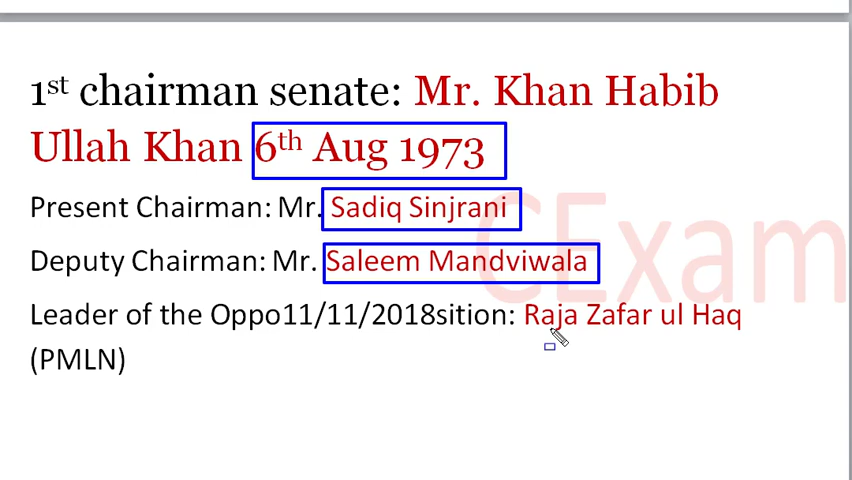 1st chairman senate: Mr. Khan Habib
Ullah Khan 6th Aug 1973
Present Chairman: Mr. Sadiq Sinjrani
Deputy Chairman: Mr. Saleem Mandviwala
Leader of the Oppo11/11/2018sition: Raja Zafar ul Haq
(PMLN)
CExam